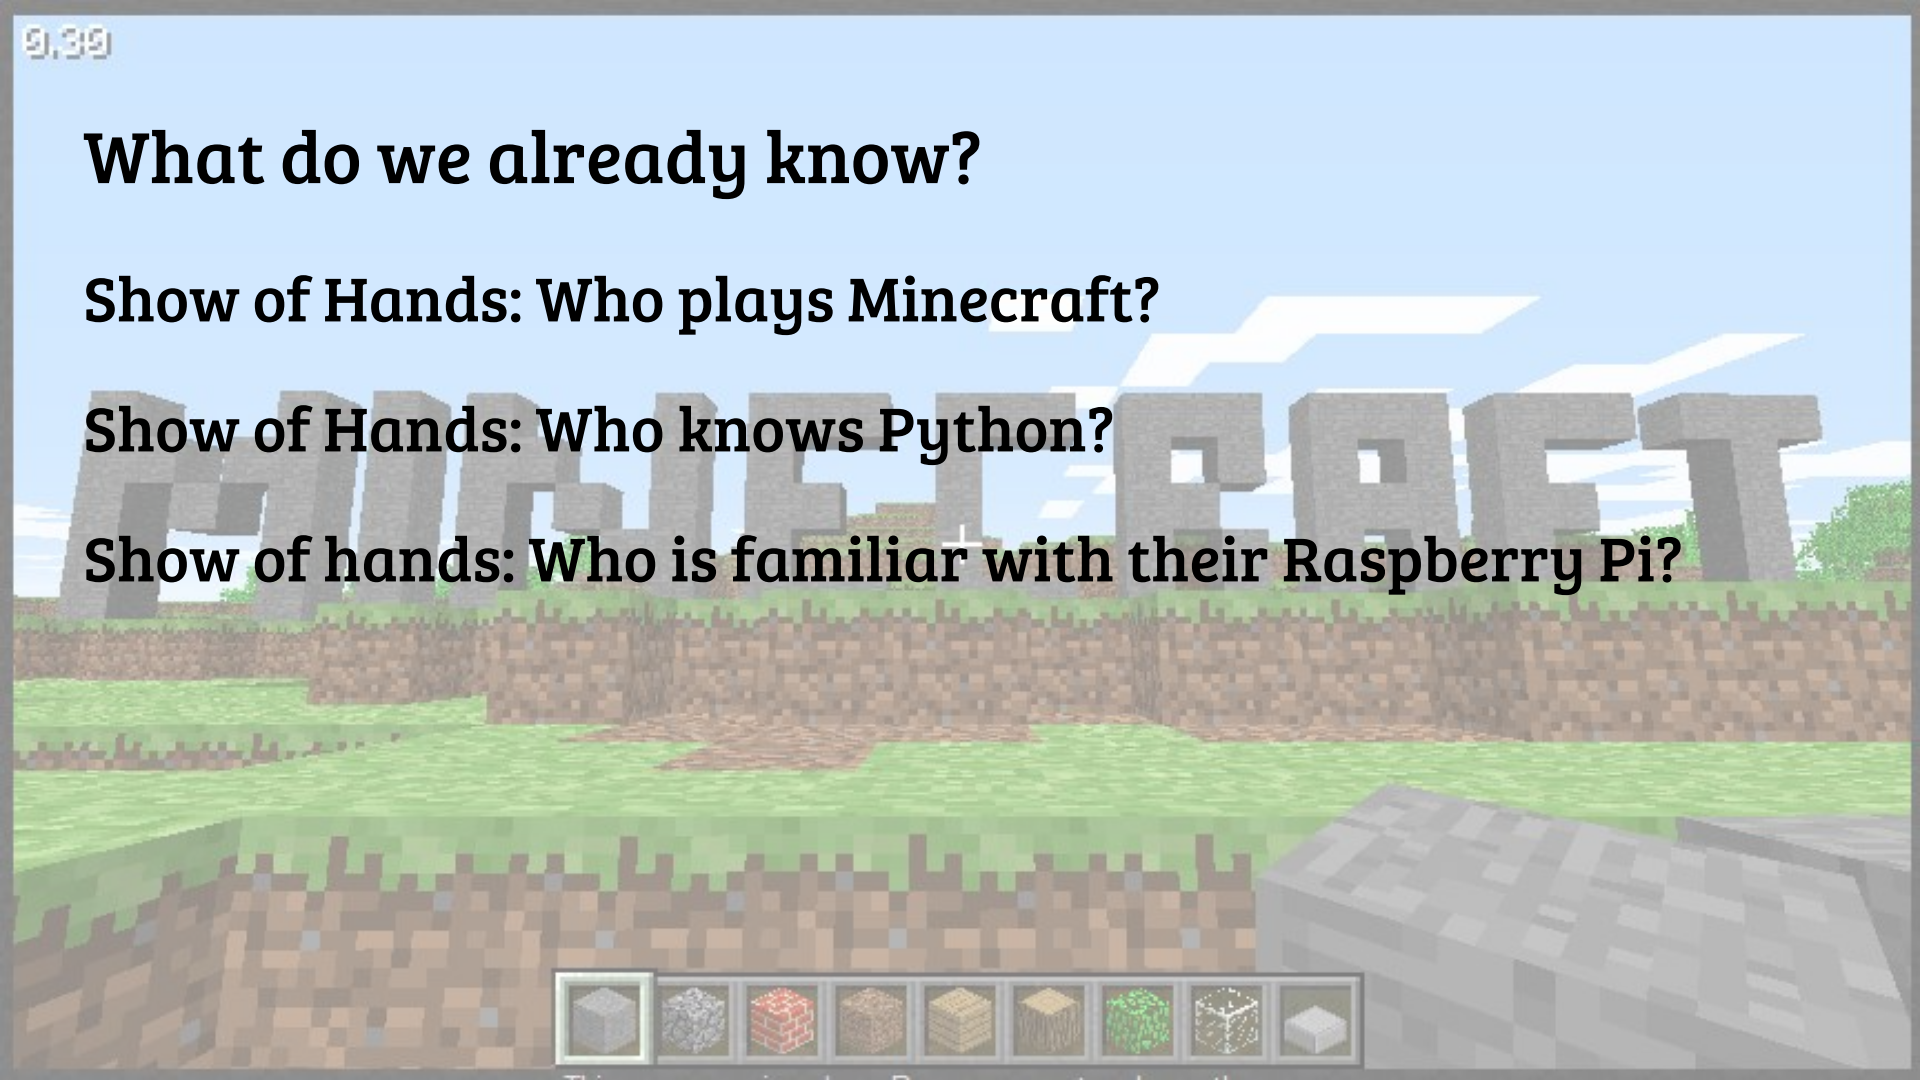 0.30
What do we already know?
Show of Hands: Who plays Minecraft?
Show of Hands: Who knows Python?
MINECRAFT
Show of hands: Who is familiar with their Raspberry Pi?